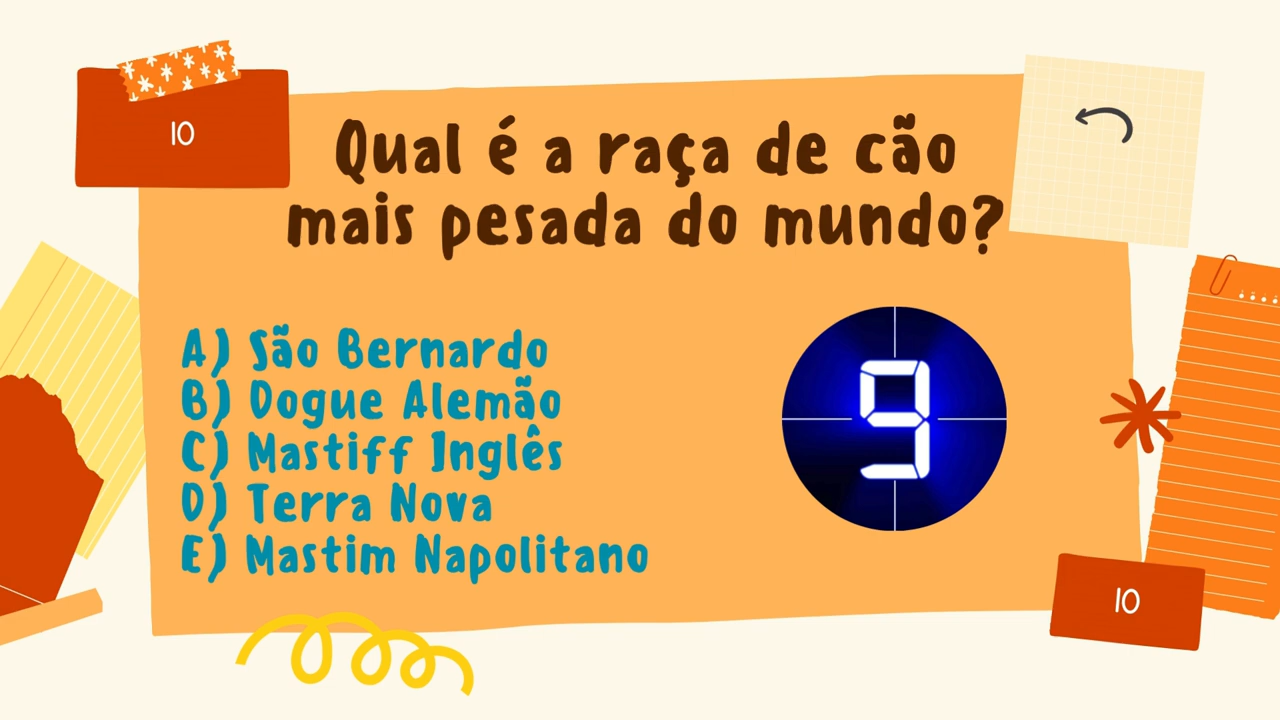 10
Qual é a raça de cão
mais pesada do mundo?
A) São Bernardo
B) Dogue Alemão
C) Mastiff Inglês
D) Terra Nova
E) Mastim Napolitano
9
10